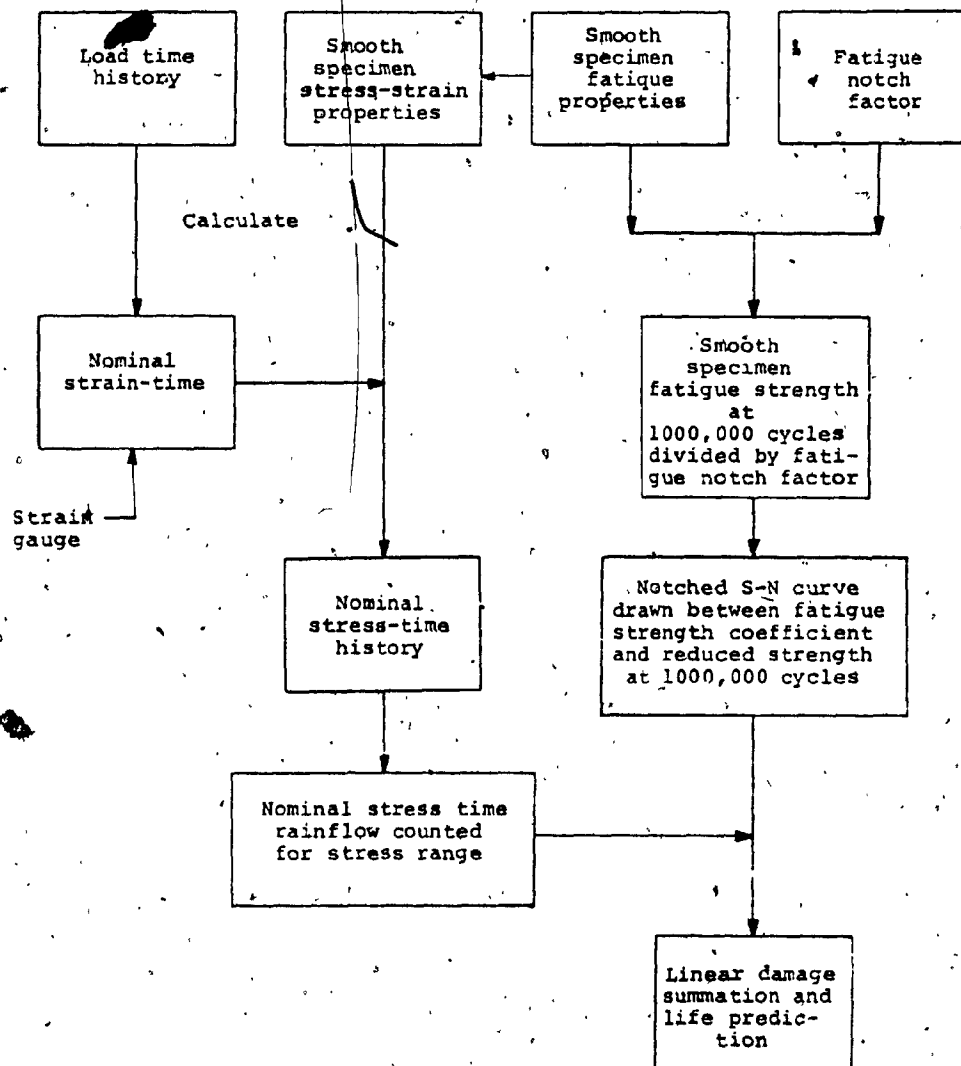 Load time
history
Smooth
specimen
stress-strain
properties
Smooth
specimen
fatique
properties
Fatigue
notch
factor
Calculate
Nominal
strain-time
Strain
gauge
Smooth
specimen
fatigue strength
at
1000,000 cycles
divided by fati-
gue notch factor
Nominal
stress-time
history
Notched S-N curve
drawn between fatigue
strength coefficient
and reduced strength
at 1000,000 cycles
Nominal stress time
rainflow counted
for stress range
Linear damage
summation and
life predic-
tion